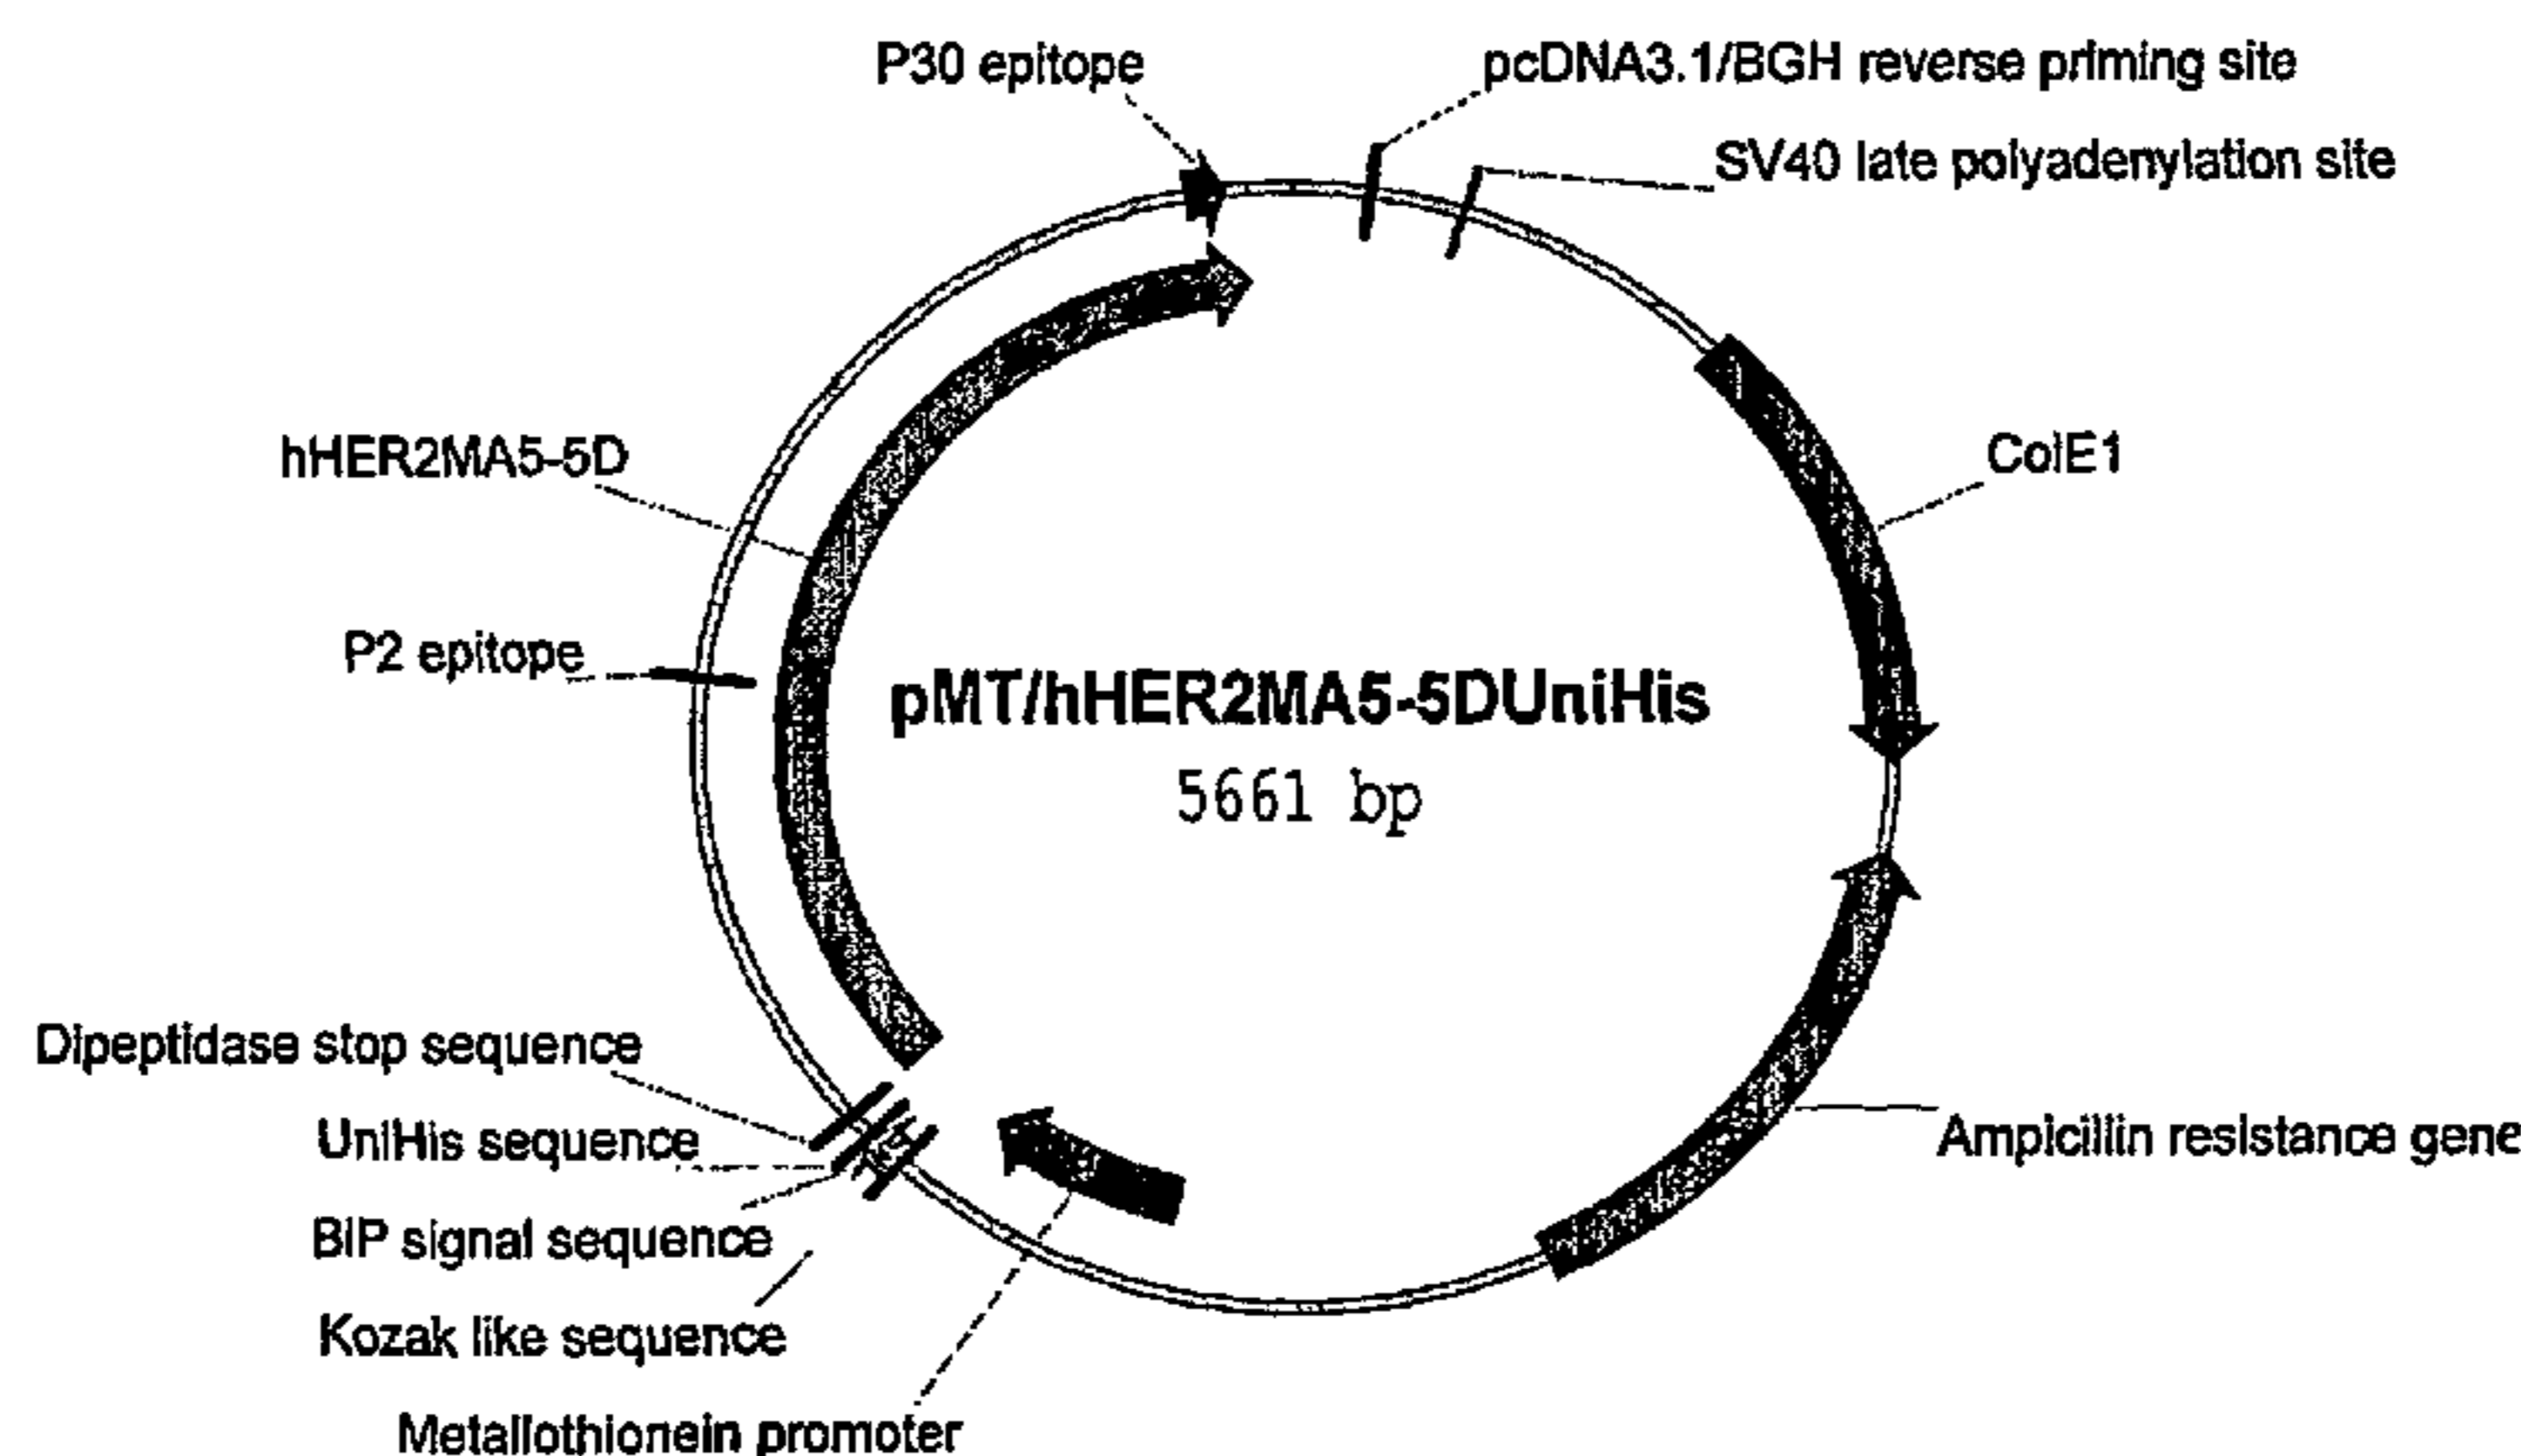 P30 epitope
pcDNA3.1/BGH reverse priming site
SV40 late polyadenylation site
hHER2MA5-5D
ColE1
P2 epitope
pMT/hHER2MA5-5DUniHis
5661 bp
Dipeptidase stop sequence
UniHis sequence
Ampicillin resistance gene
BiP signal sequence
Kozak like sequence
Metallothionein promoter